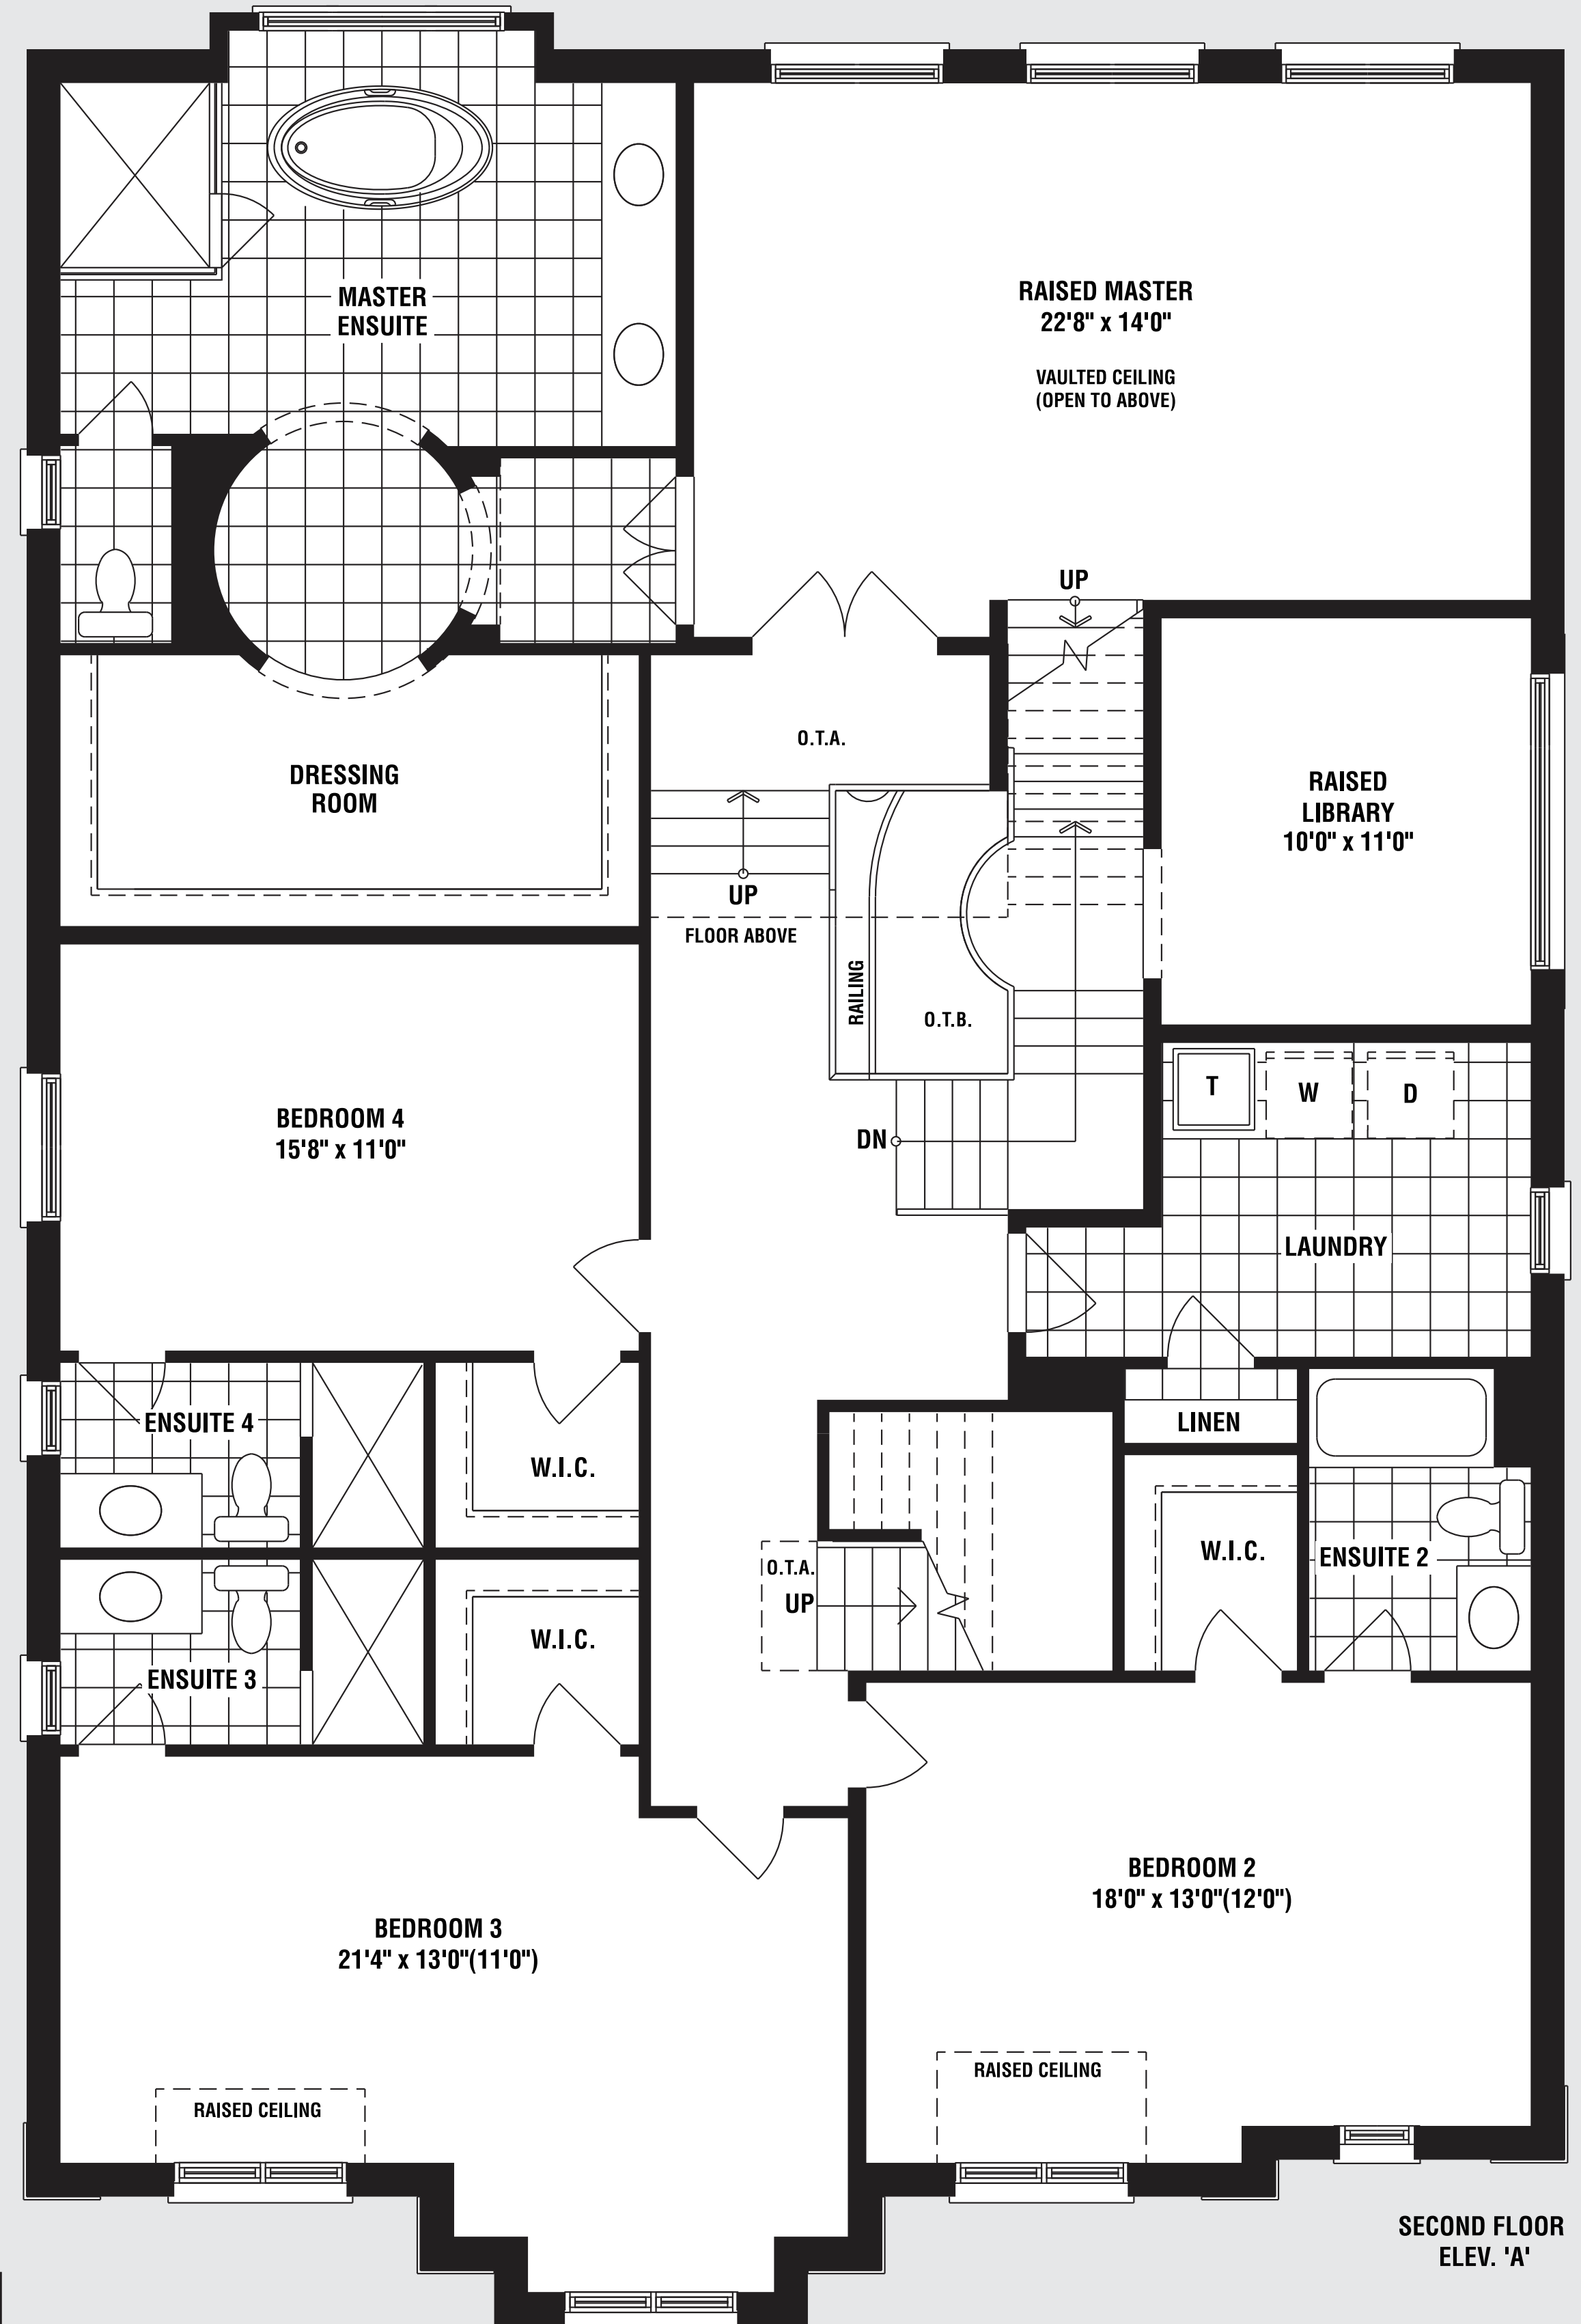 MASTER
ENSUITE
RAISED MASTER
22'8" x 14'0"
VAULTED CEILING
(OPEN TO ABOVE)
UP
O.T.A.
DRESSING
ROOM
RAISED
LIBRARY
10'0" x 11'0"
UP
FLOOR ABOVE
RAILING
O.T.B.
T
W
D
BEDROOM 4
15'8" x 11'0"
DN
LAUNDRY
ENSUITE 4
LINEN
W.I.C.
W.I.C.
ENSUITE 2
O.T.A.
UP
W.I.C.
ENSUITE 3
BEDROOM 2
18'0" x 13'0"(12'0")
BEDROOM 3
21'4" x 13'0"(11'0")
RAISED CEILING
RAISED CEILING
SECOND FLOOR
ELEV. 'A'